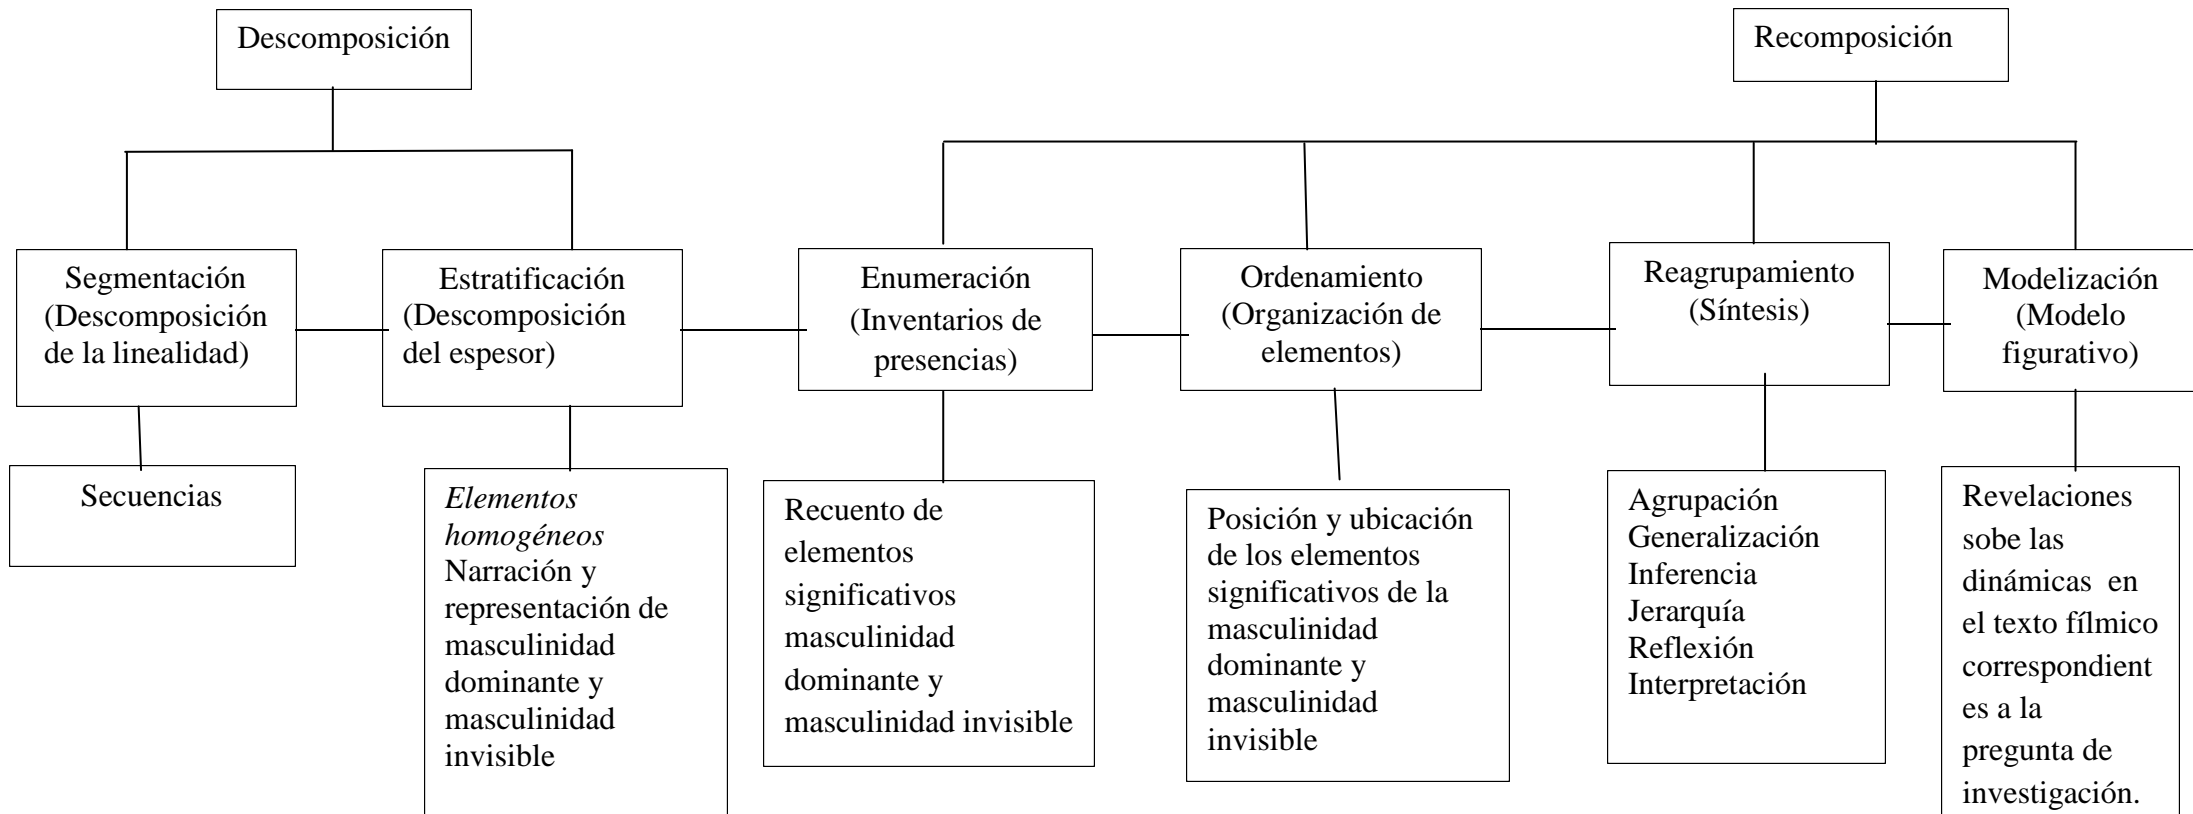 Descomposición
Recomposición
Segmentación
(Descomposición
de la linealidad)
Estratificación
(Descomposición
del espesor)
Enumeración
(Inventarios de
presencias)
Ordenamiento
(Organización de
elementos)
Reagrupamiento
(Síntesis)
Modelización
(Modelo
figurativo)
Secuencias
Elementos
homogéneos
Narración y
representación de
masculinidad
dominante y
masculinidad
invisible
Recuento de
elementos
significativos
masculinidad
dominante y
masculinidad invisible
Posición y ubicación
de los elementos
significativos de la
masculinidad
dominante y
masculinidad
invisible
Agrupación
Generalización
Inferencia
Jerarquía
Reflexión
Interpretación
Revelaciones
sobe las
dinámicas  en
el texto fílmico
correspondient
es a la
pregunta de
investigación.